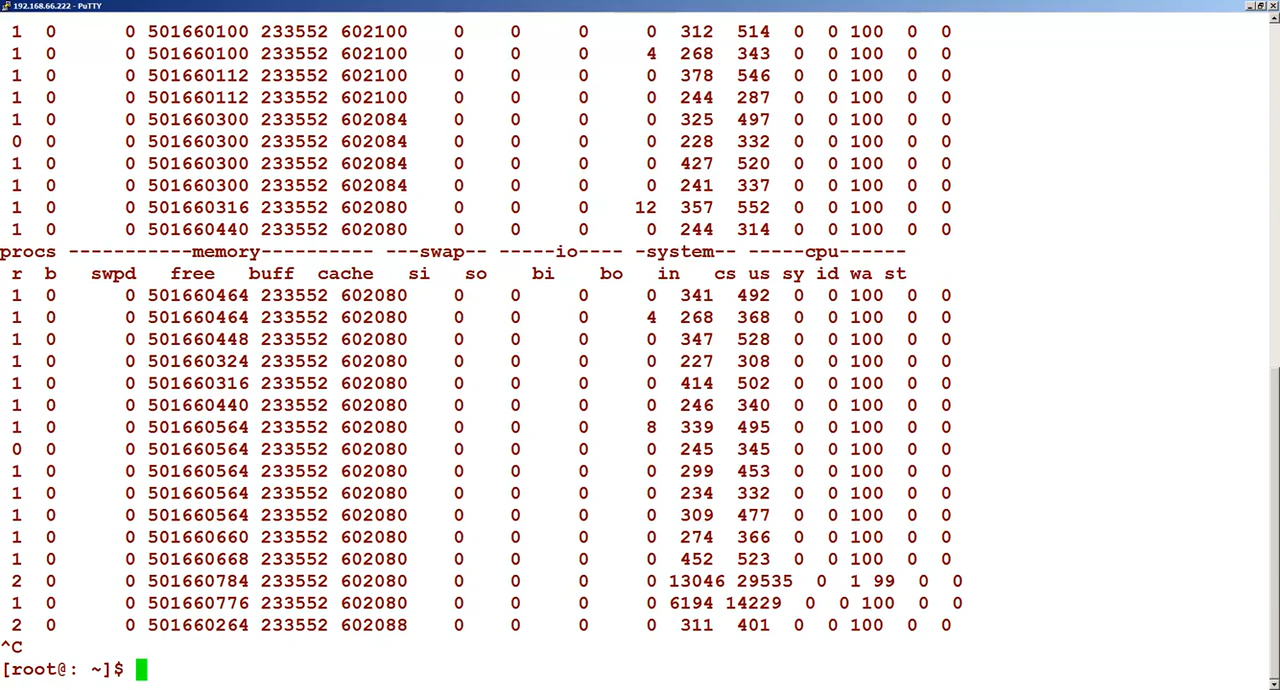 192.168.66.222 - PuTTY
1 0 0 501660100 233552 602100 0 0 0 0 312 514 0 0 100 0 0
1 0 0 501660100 233552 602100 0 0 0 4 268 343 0 0 100 0 0
1 0 0 501660112 233552 602100 0 0 0 0 378 546 0 0 100 0 0
1 0 0 501660112 233552 602100 0 0 0 0 244 287 0 0 100 0 0
1 0 0 501660300 233552 602084 0 0 0 0 325 497 0 0 100 0 0
0 0 0 501660300 233552 602084 0 0 0 0 228 332 0 0 100 0 0
1 0 0 501660300 233552 602084 0 0 0 0 427 520 0 0 100 0 0
1 0 0 501660300 233552 602084 0 0 0 0 241 337 0 0 100 0 0
1 0 0 501660316 233552 602080 0 0 0 12 357 552 0 0 100 0 0
1 0 0 501660440 233552 602080 0 0 0 0 244 314 0 0 100 0 0
procs -----------memory---------- ---swap-- -----io---- -system-- -----cpu------
r b swpd free buff cache si so bi bo in cs us sy id wa st
1 0 0 501660464 233552 602080 0 0 0 0 341 492 0 0 100 0 0
1 0 0 501660464 233552 602080 0 0 0 4 268 368 0 0 100 0 0
1 0 0 501660448 233552 602080 0 0 0 0 347 528 0 0 100 0 0
1 0 0 501660324 233552 602080 0 0 0 0 227 308 0 0 100 0 0
1 0 0 501660316 233552 602080 0 0 0 0 414 502 0 0 100 0 0
1 0 0 501660440 233552 602080 0 0 0 0 246 340 0 0 100 0 0
1 0 0 501660564 233552 602080 0 0 0 8 339 495 0 0 100 0 0
0 0 0 501660564 233552 602080 0 0 0 0 245 345 0 0 100 0 0
1 0 0 501660564 233552 602080 0 0 0 0 299 453 0 0 100 0 0
1 0 0 501660564 233552 602080 0 0 0 0 234 332 0 0 100 0 0
1 0 0 501660564 233552 602080 0 0 0 0 309 477 0 0 100 0 0
1 0 0 501660660 233552 602080 0 0 0 0 274 366 0 0 100 0 0
1 0 0 501660668 233552 602080 0 0 0 0 452 523 0 0 100 0 0
2 0 0 501660784 233552 602080 0 0 0 0 13046 29535 0 1 99 0 0
1 0 0 501660776 233552 602080 0 0 0 0 6194 14229 0 0 100 0 0
2 0 0 501660264 233552 602088 0 0 0 0 311 401 0 0 100 0 0
^C
[root@: ~]$